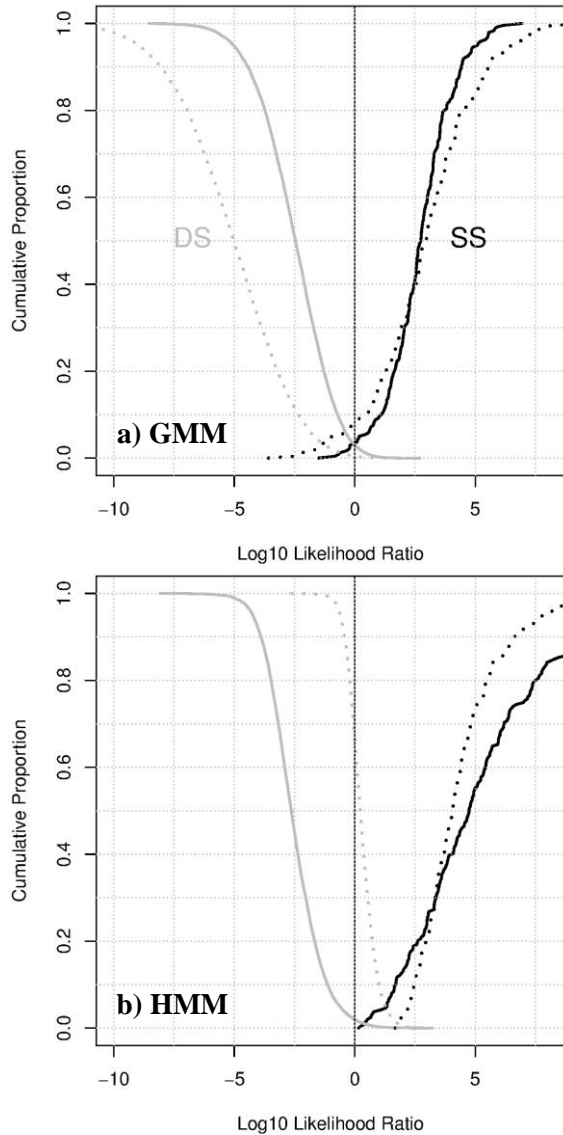 1.0
0.8
0.6
0.4
0.2
0.0
Cumulative Proportion
DS
SS
a) GMM
−10
−5
0
5
Log10 Likelihood Ratio
1.0
0.8
0.6
0.4
0.2
0.0
Cumulative Proportion
b) HMM
−10
−5
0
5
Log10 Likelihood Ratio